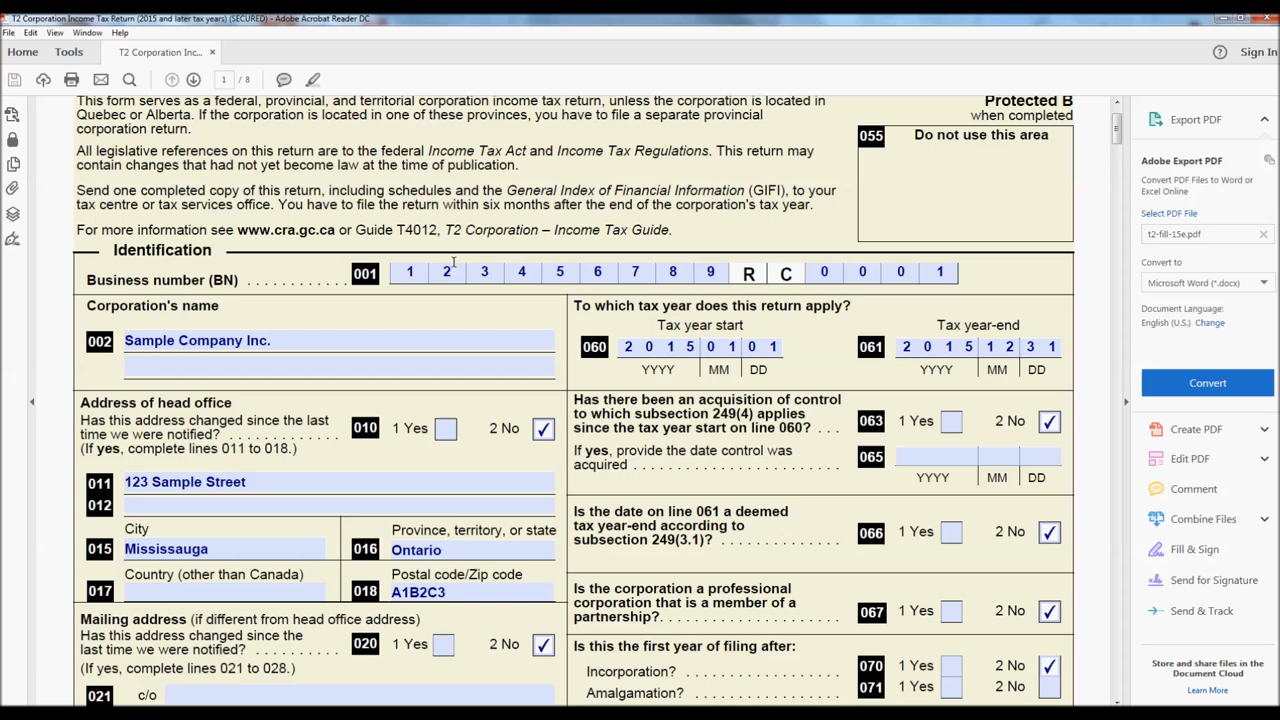 T2 Corporation Income Tax Return (2015 and later tax years) (SECURED) - Adobe Acrobat Reader DC
File Edit View Window Help
Home Tools T2 Corporation Inc... × ? Sign In
1 / 8
This form serves as a federal, provincial, and territorial corporation income tax return, unless the corporation is located in
Quebec or Alberta. If the corporation is located in one of these provinces, you have to file a separate provincial
corporation return.
All legislative references on this return are to the federal Income Tax Act and Income Tax Regulations. This return may
contain changes that had not yet become law at the time of publication.
Send one completed copy of this return, including schedules and the General Index of Financial Information (GIFI), to your
tax centre or tax services office. You have to file the return within six months after the end of the corporation's tax year.
For more information see www.cra.gc.ca or Guide T4012, T2 Corporation – Income Tax Guide.
Protected B
when completed
055 Do not use this area
Identification
Business number (BN) . . . . . . . . . . . . 001 1 2 3 4 5 6 7 8 9 R C 0 0 0 1
Corporation's name
002 Sample Company Inc.
Address of head office
Has this address changed since the last
time we were notified? . . . . . . . . . . . . 010 1 Yes 2 No ✓
(If yes, complete lines 011 to 018.)
011 123 Sample Street
012
City Province, territory, or state
015 Mississauga 016 Ontario
Country (other than Canada) Postal code/Zip code
017 018 A1B2C3
Mailing address (if different from head office address)
Has this address changed since the
last time we were notified? . . . . . . . . . 020 1 Yes 2 No ✓
(If yes, complete lines 021 to 028.)
021 c/o
To which tax year does this return apply?
Tax year start Tax year-end
060 2 0 1 5 0 1 0 1 061 2 0 1 5 1 2 3 1
YYYY MM DD YYYY MM DD
Has there been an acquisition of control
to which subsection 249(4) applies
since the tax year start on line 060? . . . 063 1 Yes 2 No ✓
If yes, provide the date control was
acquired . . . . . . . . . . . . . . . . . . . 065
YYYY MM DD
Is the date on line 061 a deemed
tax year-end according to
subsection 249(3.1)? . . . . . . . . . . . . 066 1 Yes 2 No ✓
Is the corporation a professional
corporation that is a member of a
partnership?. . . . . . . . . . . . . . . . . . 067 1 Yes 2 No ✓
Is this the first year of filing after:
Incorporation? . . . . . . . . . . . . . . . . 070 1 Yes 2 No ✓
Amalgamation? . . . . . . . . . . . . . . . 071 1 Yes 2 No
Export PDF
Adobe Export PDF
Convert PDF Files to Word or
Excel Online
Select PDF File
t2-fill-15e.pdf
Convert to
Microsoft Word (*.docx)
Document Language:
English (U.S.) Change
Convert
Create PDF
Edit PDF
Comment
Combine Files
Fill & Sign
Send for Signature
Send & Track
Store and share files in the
Document Cloud
Learn More